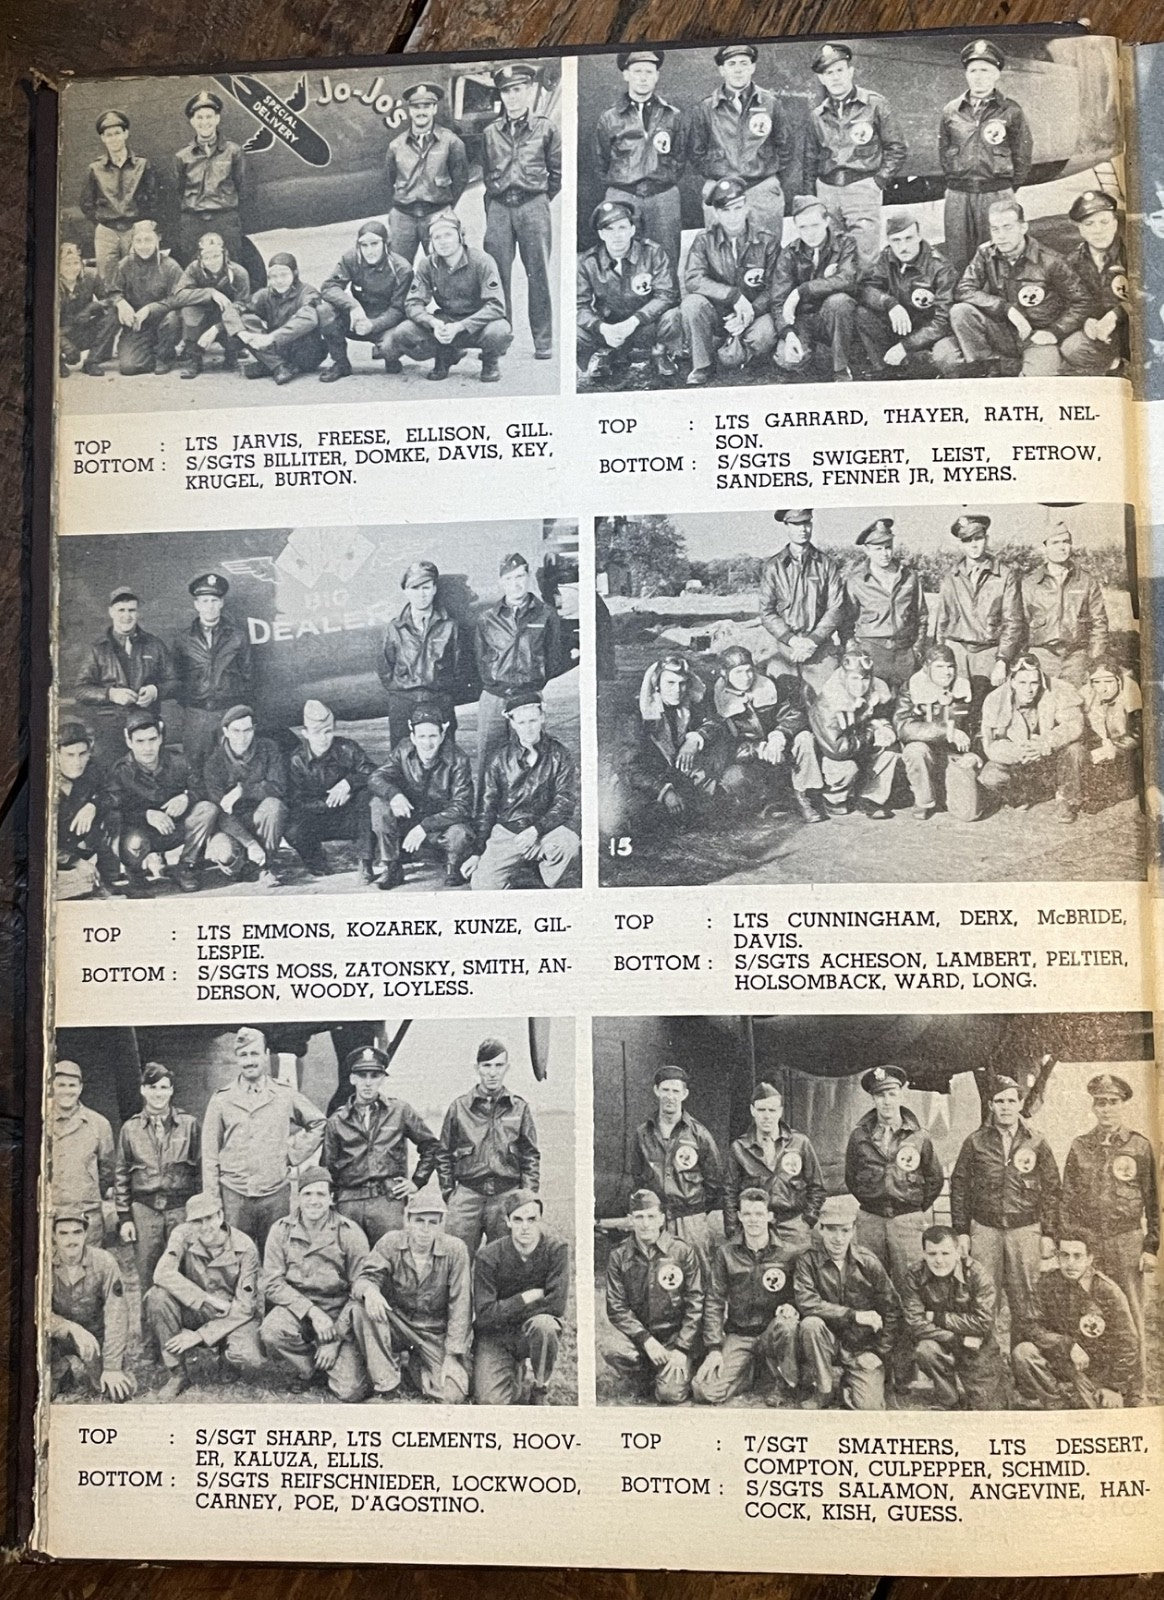 SPECIAL
DELIVERY
Jo-Jo's
TOP : LTS JARVIS, FREESE, ELLISON, GILL.
BOTTOM : S/SGTS BILLITER, DOMKE, DAVIS, KEY,
KRUGEL, BURTON.
TOP : LTS GARRARD, THAYER, RATH, NEL-
SON.
BOTTOM : S/SGTS SWIGERT, LEIST, FETROW,
SANDERS, FENNER JR, MYERS.
BIG
DEALER
15
TOP : LTS EMMONS, KOZAREK, KUNZE, GIL-
LESPIE.
BOTTOM : S/SGTS MOSS, ZATONSKY, SMITH, AN-
DERSON, WOODY, LOYLESS.
TOP : LTS CUNNINGHAM, DERX, McBRIDE,
DAVIS.
BOTTOM : S/SGTS ACHESON, LAMBERT, PELTIER,
HOLSOMBACK, WARD, LONG.
TOP : S/SGT SHARP, LTS CLEMENTS, HOOV-
ER, KALUZA, ELLIS.
BOTTOM : S/SGTS REIFSCHNIEDER, LOCKWOOD,
CARNEY, POE, D'AGOSTINO.
TOP : T/SGT SMATHERS, LTS DESSERT,
COMPTON, CULPEPPER, SCHMID.
BOTTOM : S/SGTS SALAMON, ANGEVINE, HAN-
COCK, KISH, GUESS.